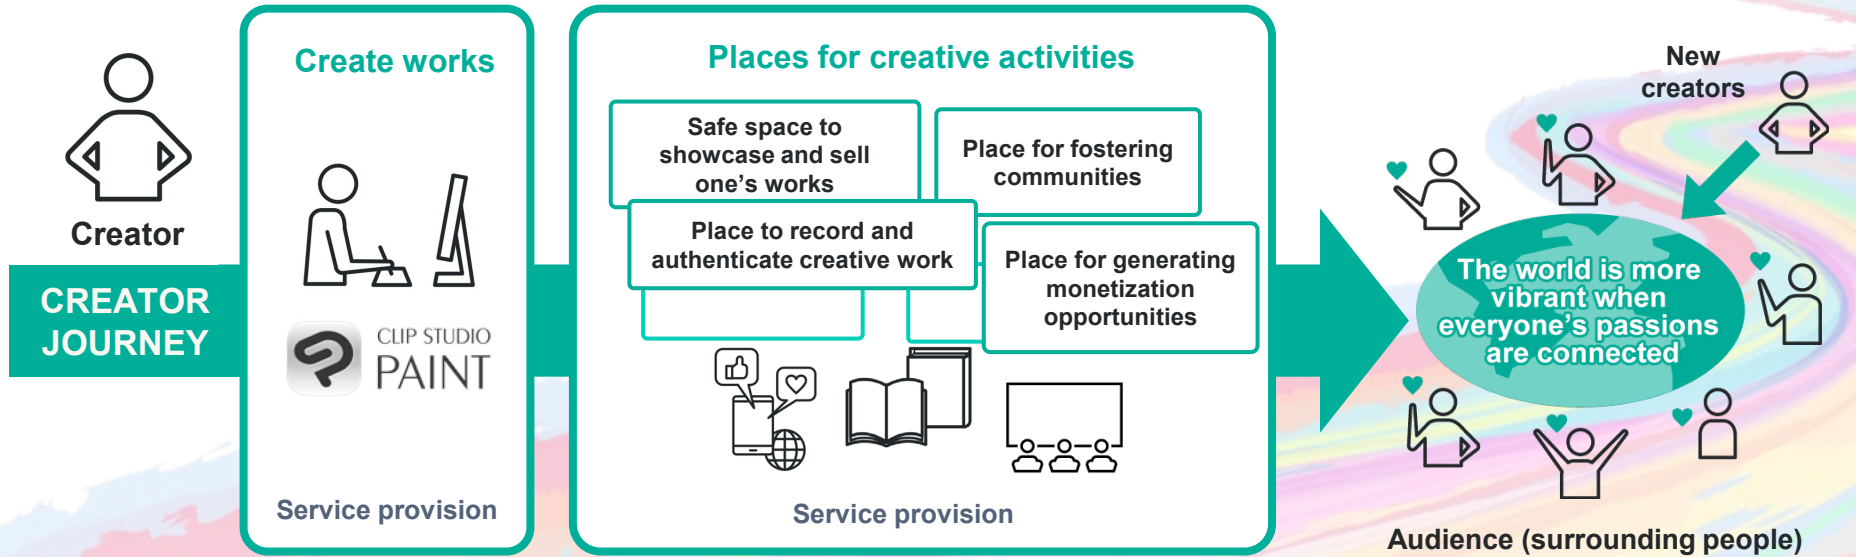 Creator
CREATOR
JOURNEY
Create works
CLIP STUDIO
PAINT
Service provision
Places for creative activities
Safe space to
showcase and sell
one's works
Place for fostering
communities
Place to record and
authenticate creative work
Place for generating
monetization
opportunities
Service provision
New
creators
The world is more
vibrant when
everyone's passions
are connected
Audience (surrounding people)